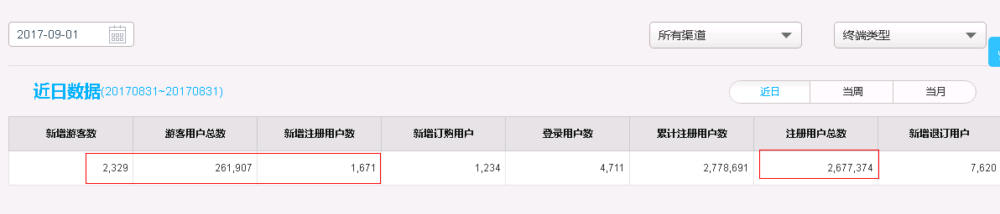 2017-09-01 所有渠道 终端类型
近日数据(20170831~20170831) 近日 当周 当月
新增游客数 游客用户总数 新增注册用户数 新增订购用户 登录用户数 累计注册用户数 注册用户总数 新增退订用户
2,329 261,907 1,671 1,234 4,711 2,778,691 2,677,374 7,620